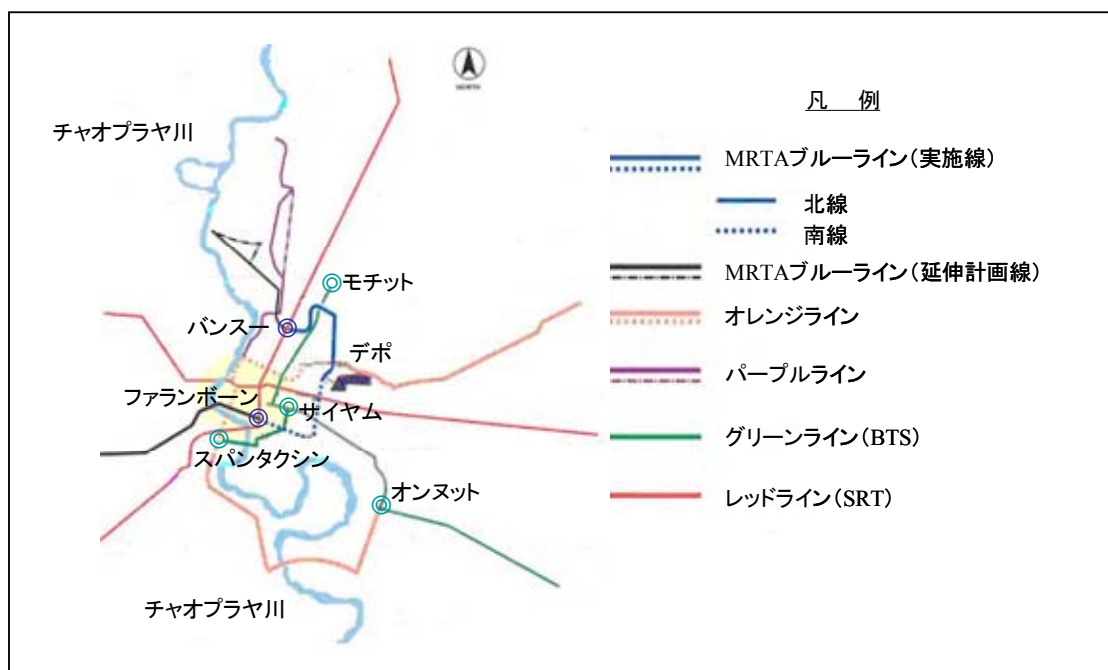 NORTH
凡 例
チャオプラヤ川
MRTAブルーライン（実施線）
北線
南線
MRTAブルーライン（延伸計画線）
モチット
オレンジライン
バンスー
デポ
パープルライン
ファランボーン
サイヤム
グリーンライン（BTS）
スパンタクシン
オンヌット
レッドライン（SRT）
チャオプラヤ川